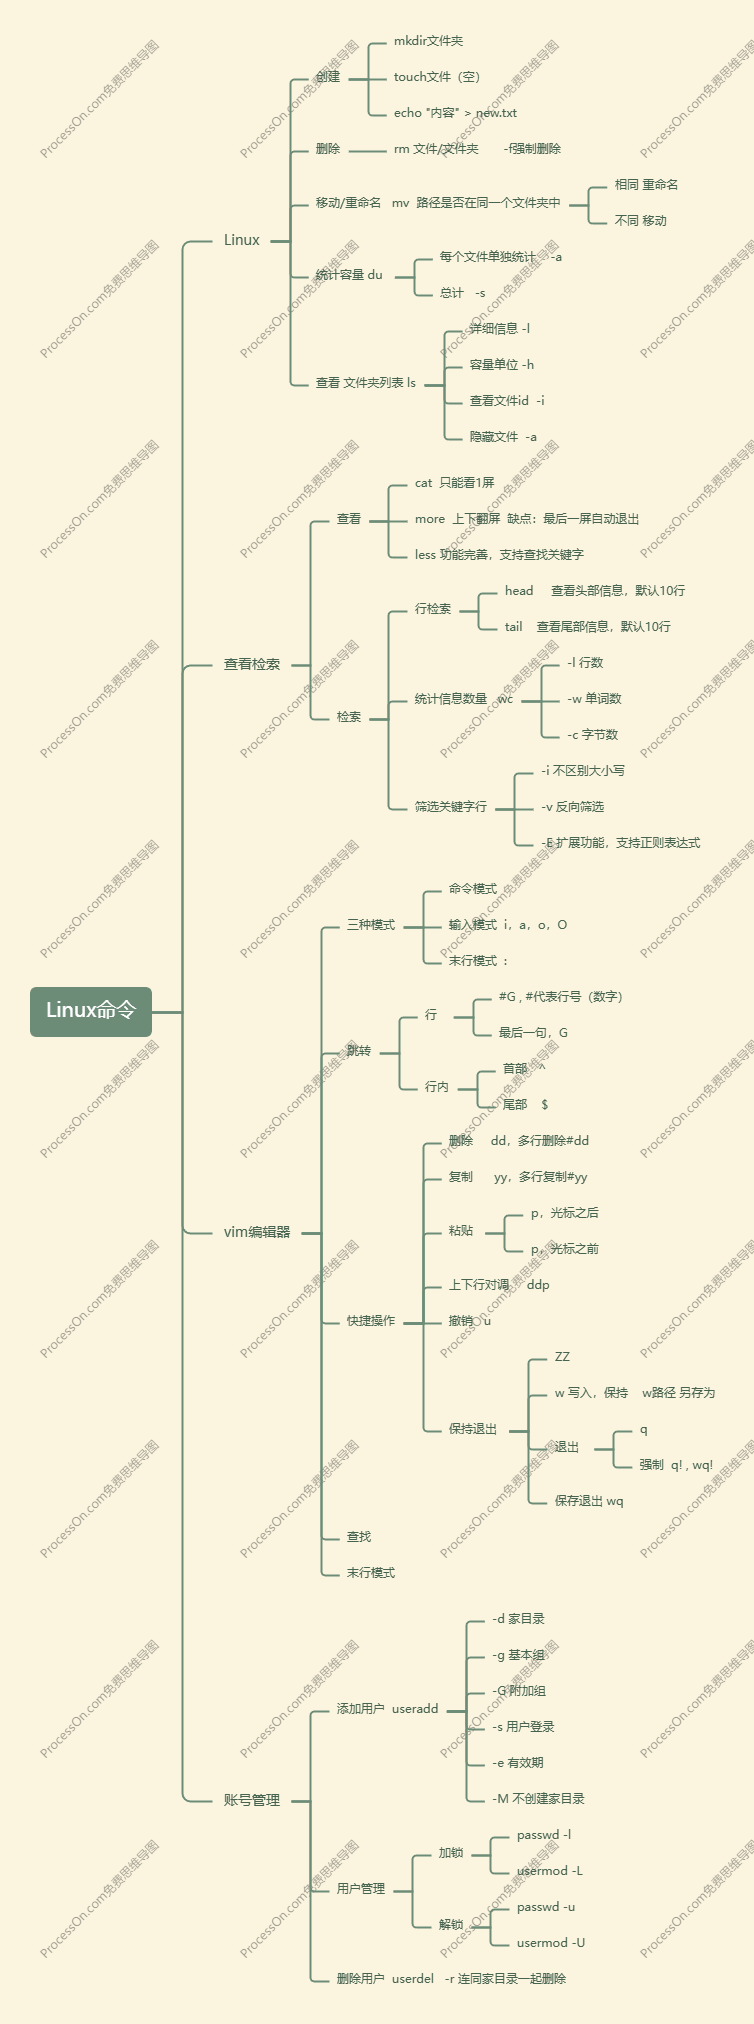 Linux命令
Linux
创建
mkdir文件夹
touch文件（空）
echo "内容" > new.txt
删除
rm 文件/文件夹 -f强制删除
移动/重命名 mv 路径是否在同一个文件夹中
相同 重命名
不同 移动
统计容量 du
每个文件单独统计 -a
总计 -s
查看 文件夹列表 ls
详细信息 -l
容量单位 -h
查看文件id -i
隐藏文件 -a
查看检索
查看
cat 只能看1屏
more 上下翻屏 缺点：最后一屏自动退出
less 功能完善，支持查找关键字
检索
行检索
head 查看头部信息，默认10行
tail 查看尾部信息，默认10行
统计信息数量 wc
-l 行数
-w 单词数
-c 字节数
筛选关键字行
-i 不区别大小写
-v 反向筛选
-E 扩展功能，支持正则表达式
vim编辑器
三种模式
命令模式
输入模式 i，a，o，O
末行模式 :
跳转
行
#G , #代表行号（数字）
最后一句，G
行内
首部 ^
尾部 $
快捷操作
删除 dd，多行删除#dd
复制 yy，多行复制#yy
粘贴
p，光标之后
p，光标之前
上下行对调 ddp
撤销 u
保持退出
ZZ
w 写入，保持 w路径 另存为
退出
q
强制 q! , wq!
保存退出 wq
查找
末行模式
账号管理
添加用户 useradd
-d 家目录
-g 基本组
-G 附加组
-s 用户登录
-e 有效期
-M 不创建家目录
用户管理
加锁
passwd -l
usermod -L
解锁
passwd -u
usermod -U
删除用户 userdel -r 连同家目录一起删除
ProcessOn.com免费思维导图